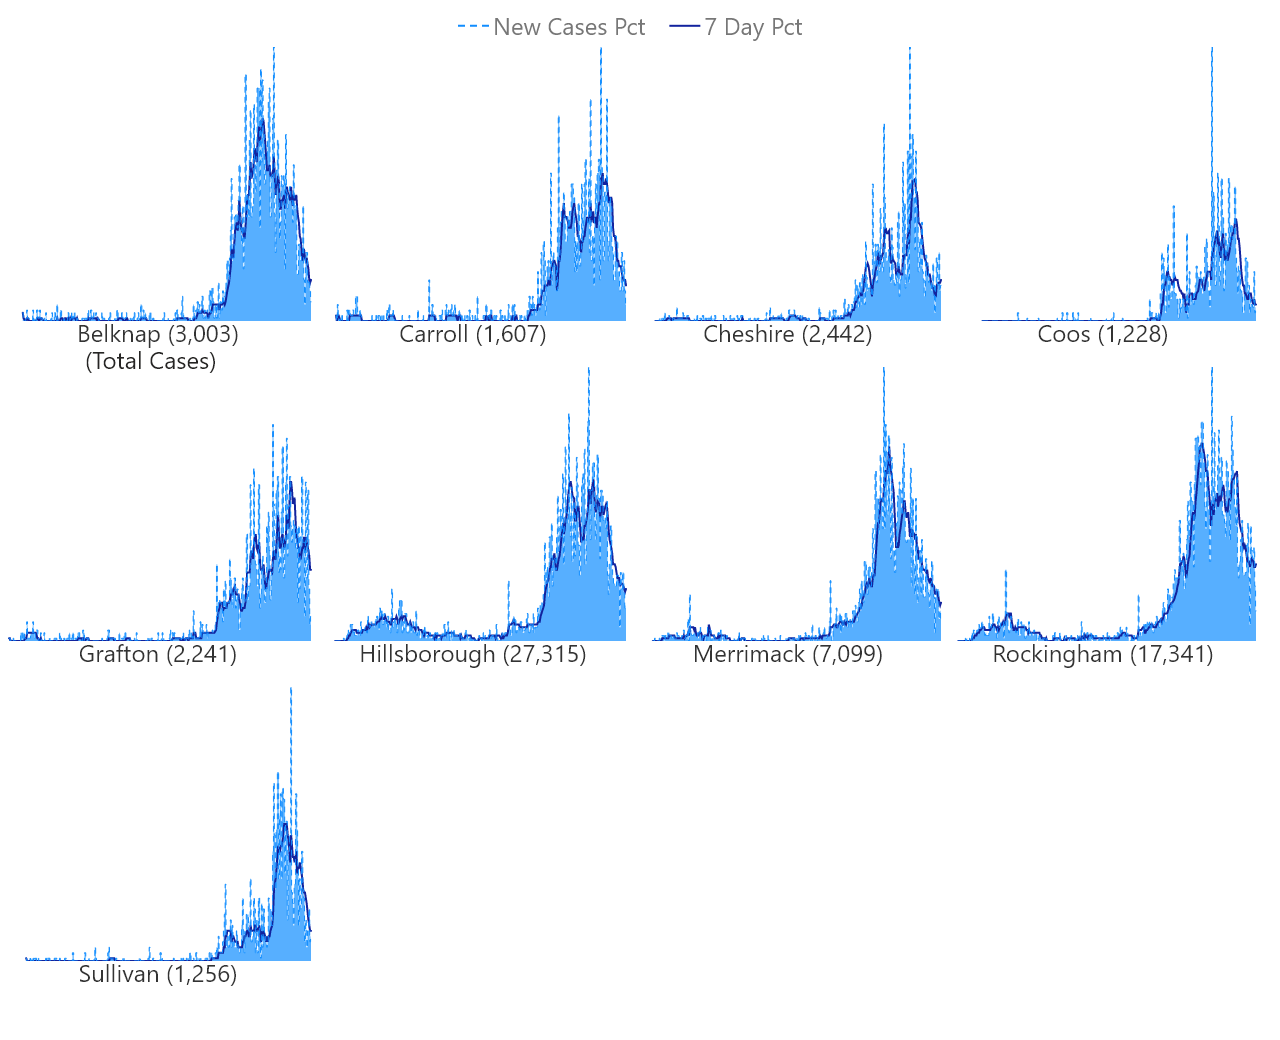 New Cases Pct 7 Day Pct
Belknap (3,003) Carroll (1,607) Cheshire (2,442) Coos (1,228)
(Total Cases)
Grafton (2,241) Hillsborough (27,315) Merrimack (7,099) Rockingham (17,341)
Sullivan (1,256)